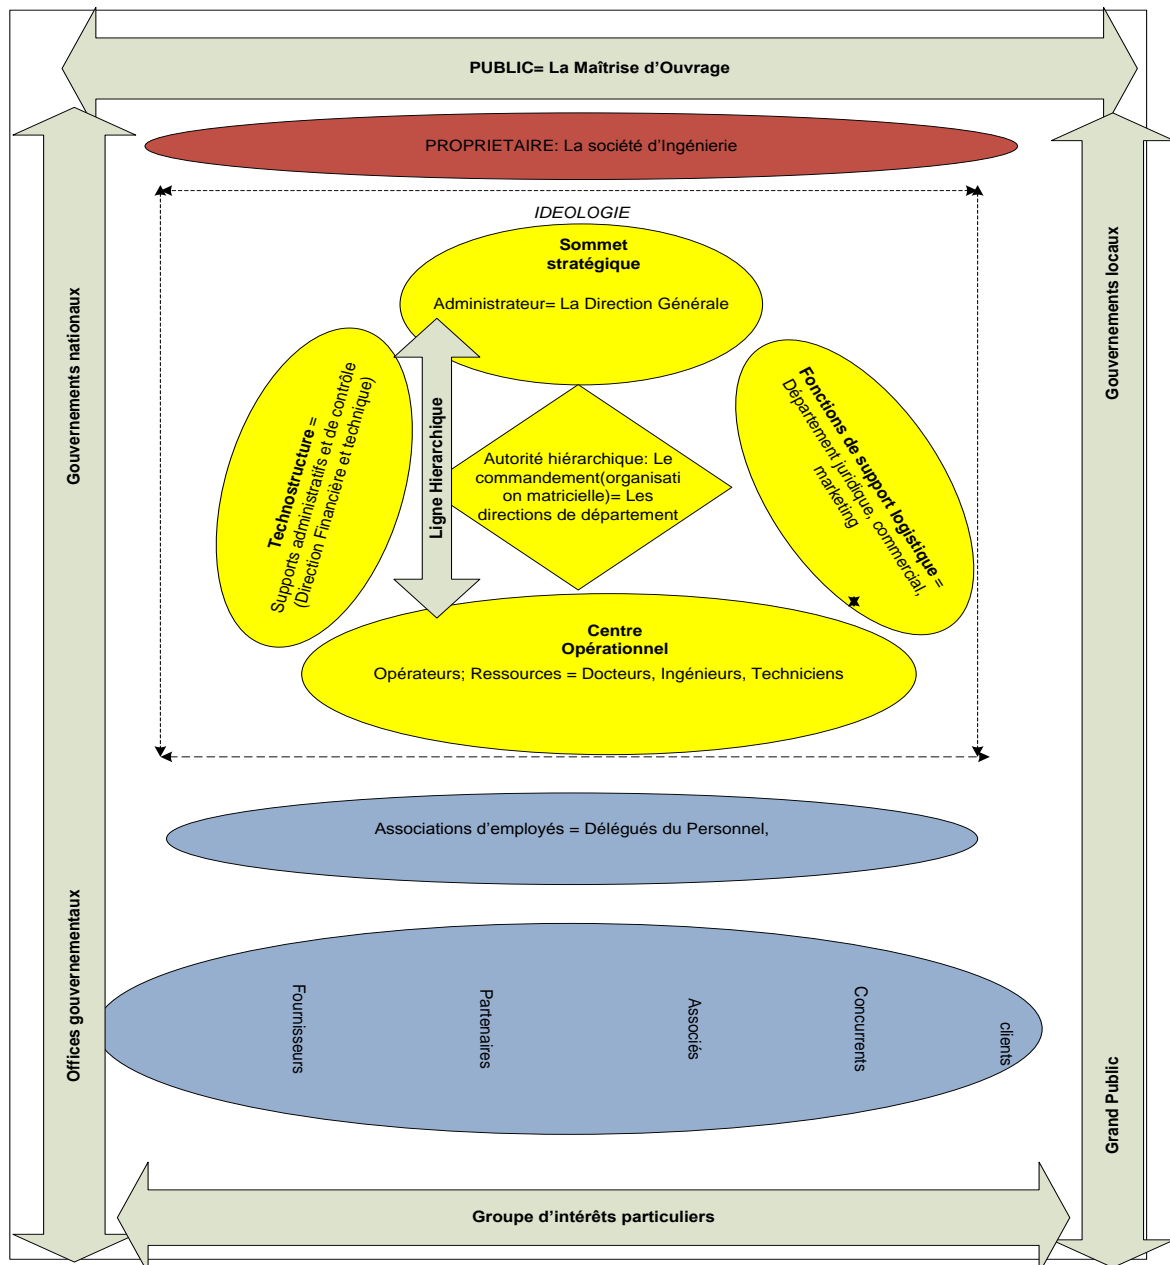 PUBLIC= La Maîtrise d'Ouvrage
PROPRIETAIRE: La société d'Ingénierie
IDEOLOGIE
Sommet
stratégique
Administrateur= La Direction Générale
Gouvernements nationaux
Gouvernements locaux
Technostructure =
Supports administratifs et de contrôle
(Direction Financière et technique)
Ligne Hierarchique
Autorité hiérarchique: Le
commandement(organisati
on matricielle)= Les
directions de département
Fonctions de support logistique =
Département juridique, commercial,
marketing
Centre
Opérationnel
Opérateurs; Ressources = Docteurs, Ingénieurs, Techniciens
Associations d'employés = Délégués du Personnel,
Offices gouvernementaux
Fournisseurs
Partenaires
Associés
Concurrents
clients
Grand Public
Groupe d'intérêts particuliers